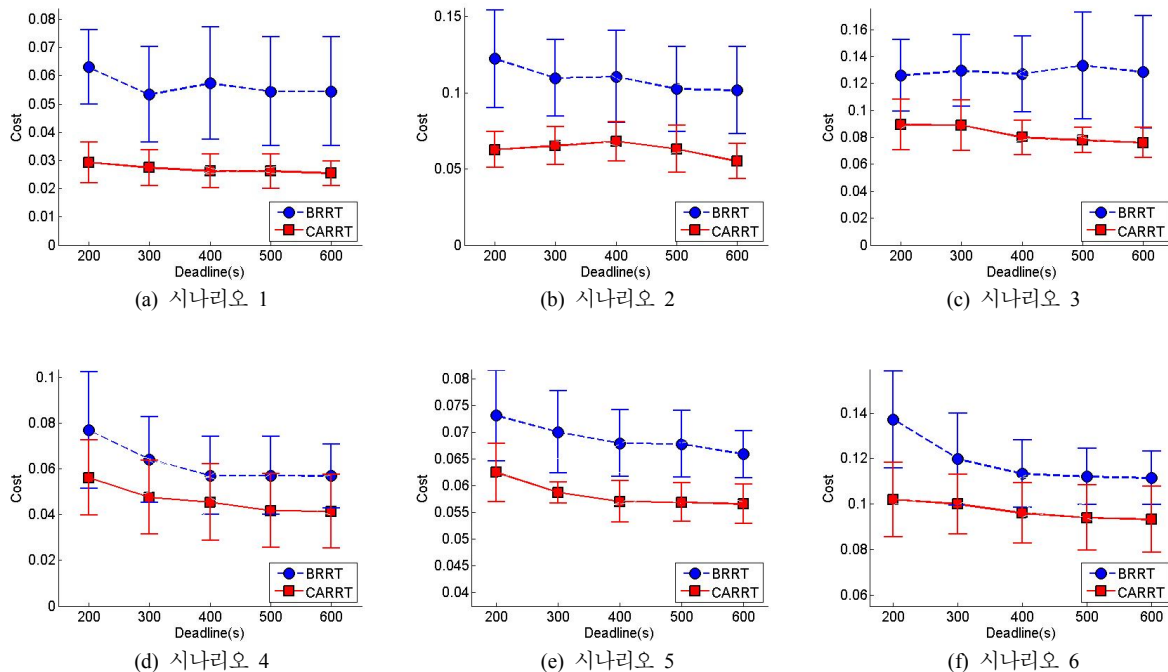 0.08
0.07
0.06
0.05
0.04
0.03
0.02
0.01
0
Cost
200 300 400 500 600
Deadline(s)
BRRT
CARRT
(a) 시나리오 1
0.15
0.1
0.05
0
Cost
200 300 400 500 600
Deadline(s)
BRRT
CARRT
(b) 시나리오 2
0.16
0.14
0.12
0.1
0.08
0.06
0.04
0.02
0
Cost
200 300 400 500 600
Deadline(s)
BRRT
CARRT
(c) 시나리오 3
0.1
0.08
0.06
0.04
0.02
0
Cost
200 300 400 500 600
Deadline(s)
BRRT
CARRT
(d) 시나리오 4
0.08
0.075
0.07
0.065
0.06
0.055
0.05
0.045
0.04
Cost
200 300 400 500 600
Deadline(s)
BRRT
CARRT
(e) 시나리오 5
0.14
0.12
0.1
0.08
0.06
Cost
200 300 400 500 600
Deadline(s)
BRRT
CARRT
(f) 시나리오 6